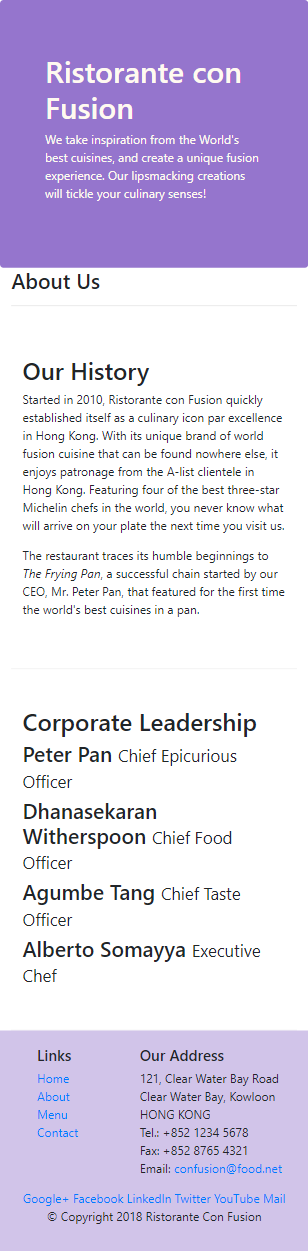 Ristorante con
Fusion
We take inspiration from the World's
best cuisines, and create a unique fusion
experience. Our lipsmacking creations
will tickle your culinary senses!
About Us
Our History
Started in 2010, Ristorante con Fusion quickly
established itself as a culinary icon par excellence
in Hong Kong. With its unique brand of world
fusion cuisine that can be found nowhere else, it
enjoys patronage from the A-list clientele in
Hong Kong. Featuring four of the best three-star
Michelin chefs in the world, you never know what
will arrive on your plate the next time you visit us.
The restaurant traces its humble beginnings to
The Frying Pan, a successful chain started by our
CEO, Mr. Peter Pan, that featured for the first time
the world's best cuisines in a pan.
Corporate Leadership
Peter Pan Chief Epicurious
Officer
Dhanasekaran
Witherspoon Chief Food
Officer
Agumbe Tang Chief Taste
Officer
Alberto Somayya Executive
Chef
Links
Home
About
Menu
Contact
Our Address
121, Clear Water Bay Road
Clear Water Bay, Kowloon
HONG KONG
Tel.: +852 1234 5678
Fax: +852 8765 4321
Email: confusion@food.net
Google+ Facebook LinkedIn Twitter YouTube Mail
© Copyright 2018 Ristorante Con Fusion